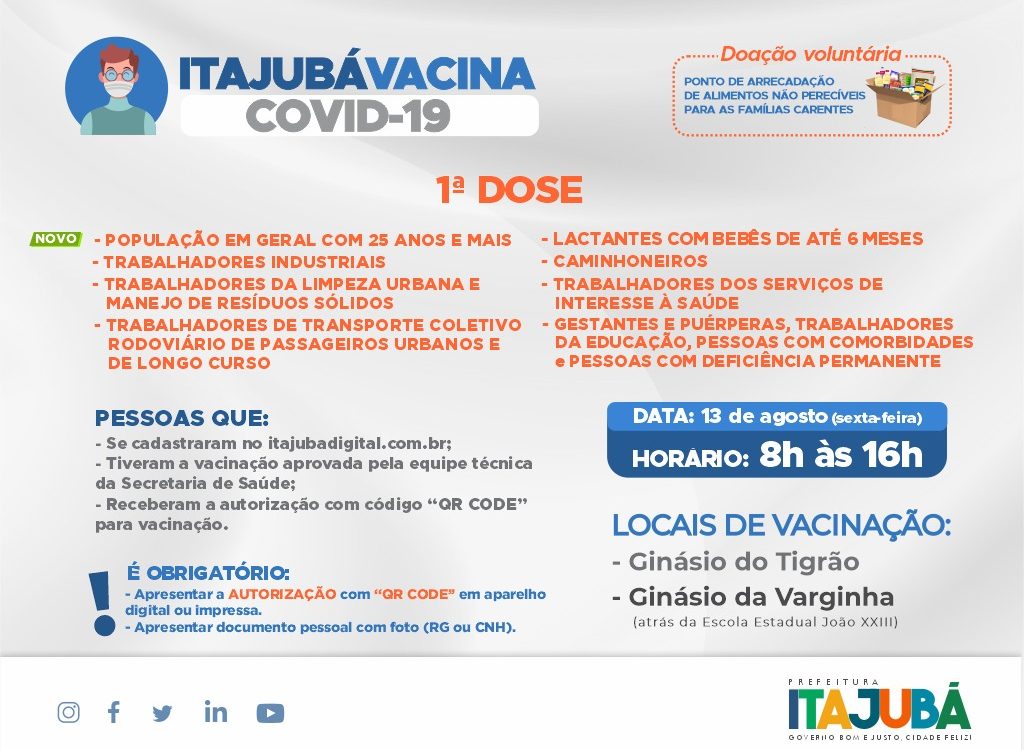 ITAJUBÁVACINA
COVID-19
Doação voluntária
PONTO DE ARRECADAÇÃO
DE ALIMENTOS NÃO PERECÍVEIS
PARA AS FAMÍLIAS CARENTES
1ª DOSE
NOVO
- POPULAÇÃO EM GERAL COM 25 ANOS E MAIS
- TRABALHADORES INDUSTRIAIS
- TRABALHADORES DA LIMPEZA URBANA E
MANEJO DE RESÍDUOS SÓLIDOS
- TRABALHADORES DE TRANSPORTE COLETIVO
RODOVIÁRIO DE PASSAGEIROS URBANOS E
DE LONGO CURSO
- LACTANTES COM BEBÊS DE ATÉ 6 MESES
- CAMINHONEIROS
- TRABALHADORES DOS SERVIÇOS DE
INTERESSE À SAÚDE
- GESTANTES E PUÉRPERAS, TRABALHADORES
DA EDUCAÇÃO, PESSOAS COM COMORBIDADES
e PESSOAS COM DEFICIÊNCIA PERMANENTE
PESSOAS QUE:
- Se cadastraram no itajubadigital.com.br;
- Tiveram a vacinação aprovada pela equipe técnica
da Secretaria de Saúde;
- Receberam a autorização com código “QR CODE”
para vacinação.
É OBRIGATÓRIO:
- Apresentar a AUTORIZAÇÃO com “QR CODE” em aparelho
digital ou impressa.
- Apresentar documento pessoal com foto (RG ou CNH).
DATA: 13 de agosto (sexta-feira)
HORÁRIO: 8h às 16h
LOCAIS DE VACINAÇÃO:
- Ginásio do Tigrão
- Ginásio da Varginha
(atrás da Escola Estadual João XXIII)
PREFEITURA
ITAJUBÁ
GOVERNO BOM E JUSTO, CIDADE FELIZ!